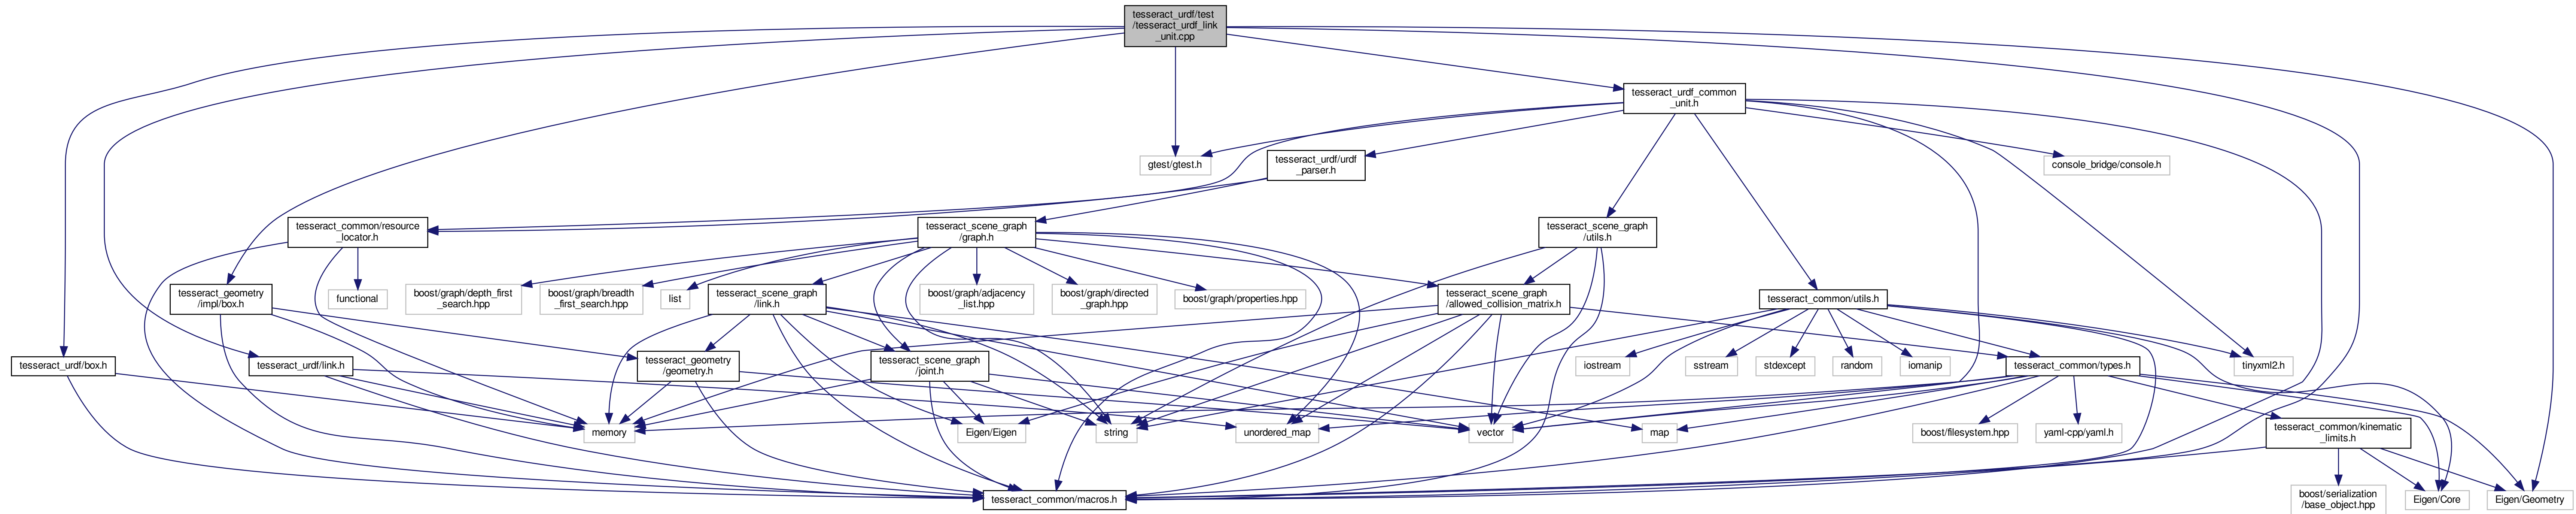 tesseract_urdf/test
/tesseract_urdf_link
_unit.cpp
tesseract_urdf_common
_unit.h
gtest/gtest.h
tesseract_urdf/urdf
_parser.h
console_bridge/console.h
tesseract_common/resource
_locator.h
tesseract_scene_graph
/graph.h
tesseract_scene_graph
/utils.h
tesseract_geometry
/impl/box.h
functional
boost/graph/depth_first
_search.hpp
boost/graph/breadth
_first_search.hpp
list
tesseract_scene_graph
/link.h
boost/graph/adjacency
_list.hpp
boost/graph/directed
_graph.hpp
boost/graph/properties.hpp
tesseract_scene_graph
/allowed_collision_matrix.h
tesseract_common/utils.h
tesseract_urdf/box.h
tesseract_urdf/link.h
tesseract_geometry
/geometry.h
tesseract_scene_graph
/joint.h
iostream
sstream
stdexcept
random
iomanip
tesseract_common/types.h
tinyxml2.h
memory
Eigen/Eigen
string
unordered_map
vector
map
boost/filesystem.hpp
yaml-cpp/yaml.h
tesseract_common/kinematic
_limits.h
tesseract_common/macros.h
boost/serialization
/base_object.hpp
Eigen/Core
Eigen/Geometry